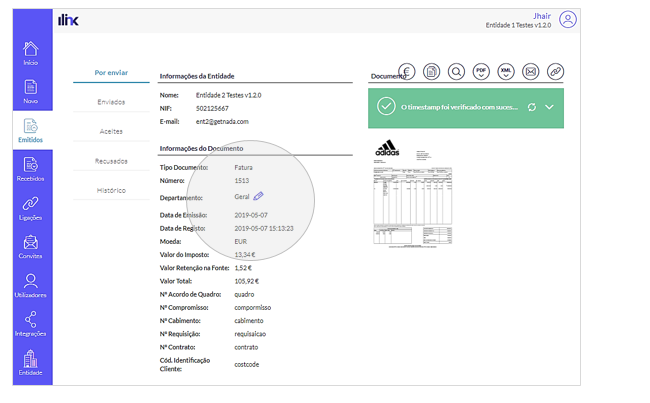 ilink
Jhair
Entidade 1 Testes v1.2.0
Início
Novo
Emitidos
Recebidos
Ligações
Convites
Utilizadores
Integrações
Entidade
Por enviar
Enviados
Aceites
Recusados
Histórico
Informações da Entidade
Nome: Entidade 2 Testes v1.2.0
NIF: 502125667
E-mail: ent2@getnada.com
Informações do Documento
Tipo Documento: Fatura
Número: 1513
Departamento: Geral
Data de Emissão: 2019-05-07
Data de Registo: 2019-05-07 15:13:23
Moeda: EUR
Valor do Imposto: 13,34 €
Valor Retenção na Fonte: 1,52 €
Valor Total: 105,92 €
Nº Acordo de Quadro: quadro
Nº Compromisso: compormisso
Nº Cabimento: cabimento
Nº Requisição: requisaicao
Nº Contrato: contrato
Cód. Identificação
Cliente: costcode
Documento
€ PDF XML
O timestamp foi verificado com suces...
adidas